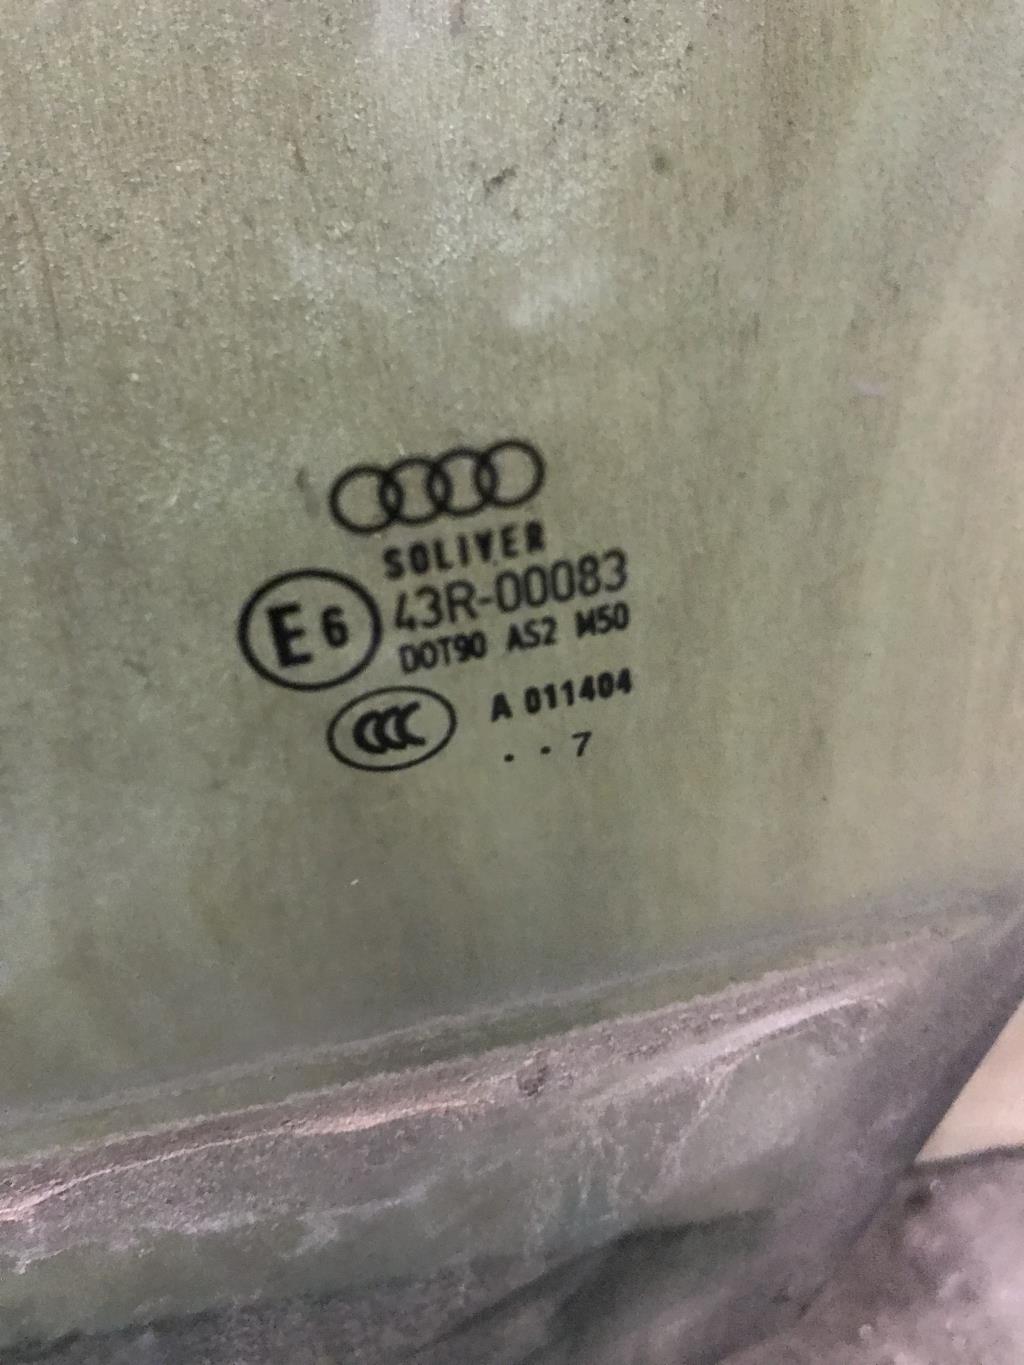 SOLIVER
E6 43R-00083
DOT90 AS2 M50
CCC A 011404
. . 7